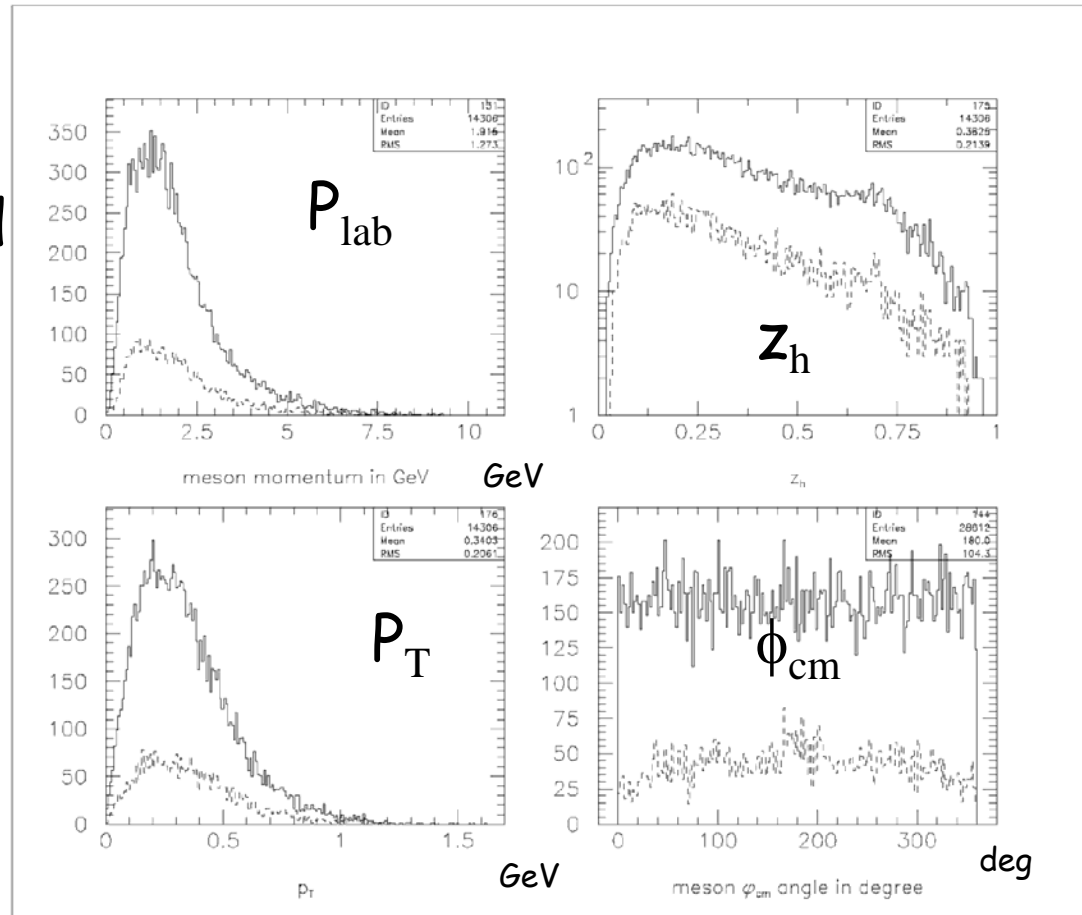 ID 131
Entries 14306
Mean 1.916
RMS 1.273
350
300
250
200
150
100
50
0
P_lab
0 2.5 5 7.5 10
meson momentum in GeV
GeV
ID 175
Entries 14306
Mean 0.3625
RMS 0.2139
10²
10
1
z_h
0 0.25 0.5 0.75 1
z_h
ID 176
Entries 14306
Mean 0.3403
RMS 0.2061
300
250
200
150
100
50
0
P_T
0 0.5 1 1.5
p_T
GeV
ID 744
Entries
Mean 180.0
RMS 104.3
200
175
150
125
100
75
50
25
0
ϕ_cm
0 100 200 300
meson φ_cm angle in degree
deg